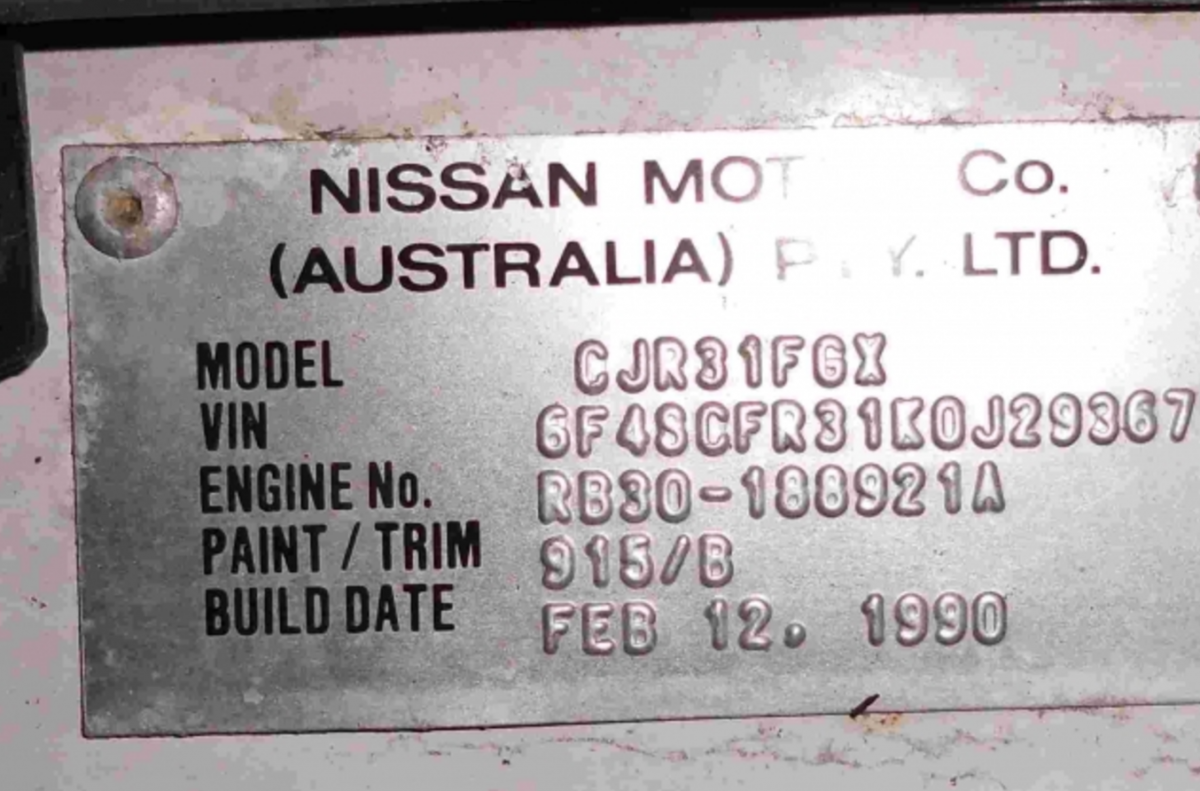 NISSAN MOT Co.
(AUSTRALIA) P Y. LTD.
MODEL CJR31FGX
VIN 6F4SCFR31K0J29367
ENGINE No. RB30-188921A
PAINT / TRIM 915/B
BUILD DATE FEB 12. 1990